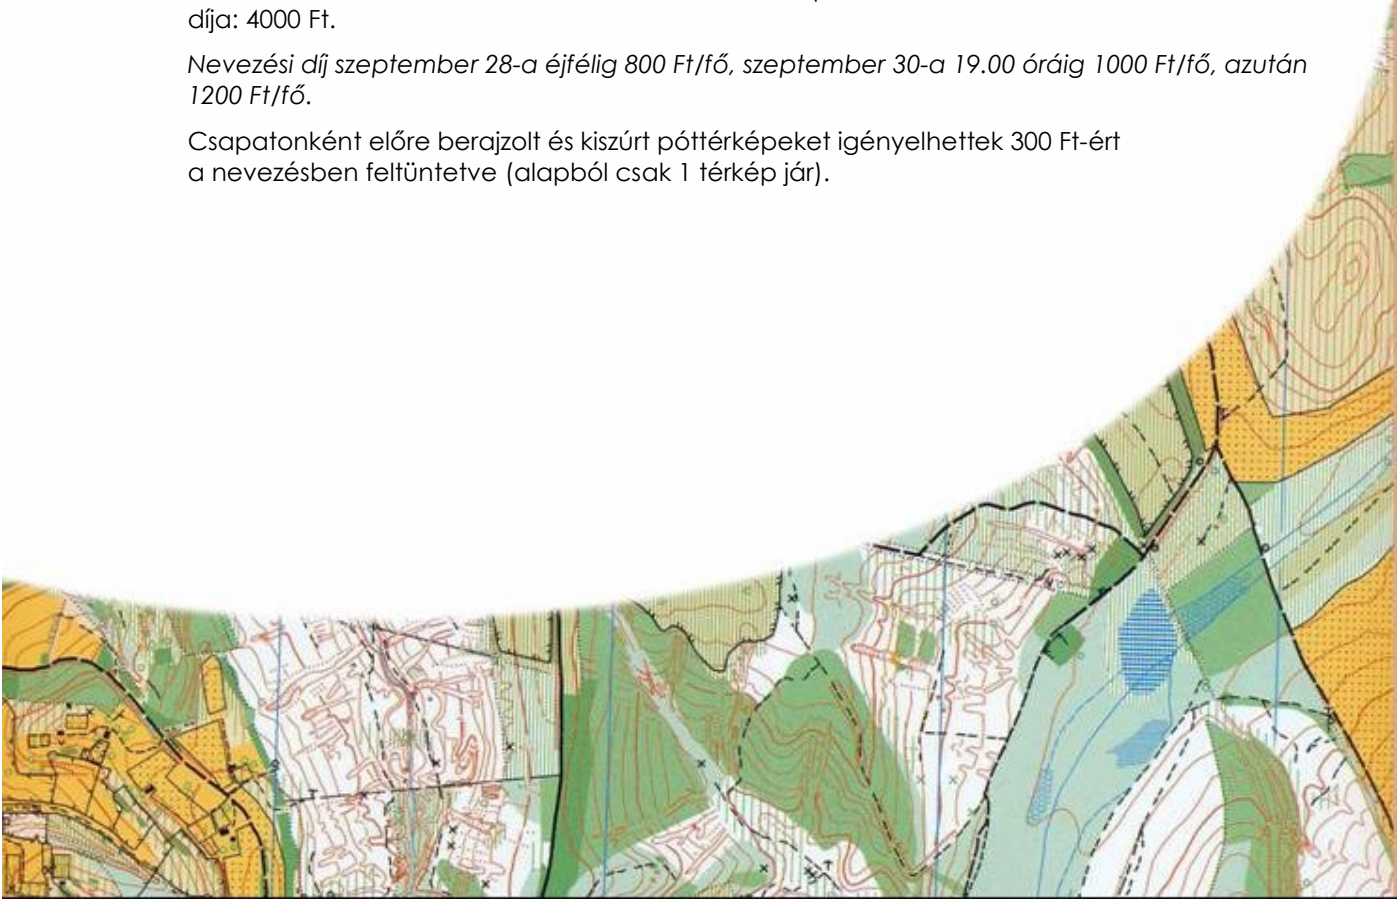 díja: 4000 Ft.
Nevezési díj szeptember 28-a éjfélig 800 Ft/fő, szeptember 30-a 19.00 óráig 1000 Ft/fő, azután
1200 Ft/fő.
Csapatonként előre berajzolt és kiszúrt póttérképeket igényelhettek 300 Ft-ért
a nevezésben feltüntetve (alapból csak 1 térkép jár).